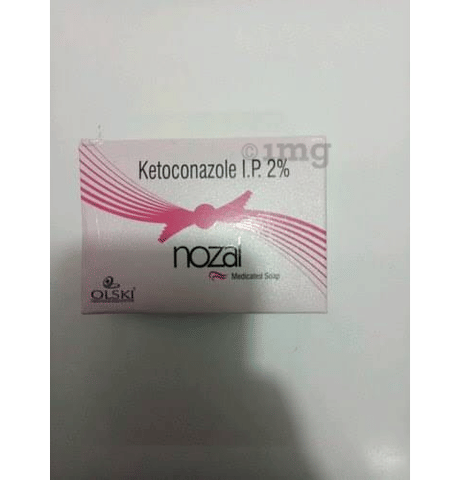 ©1mg
Ketoconazole I.P. 2%
nozal
Medicated Soap
OLSKI